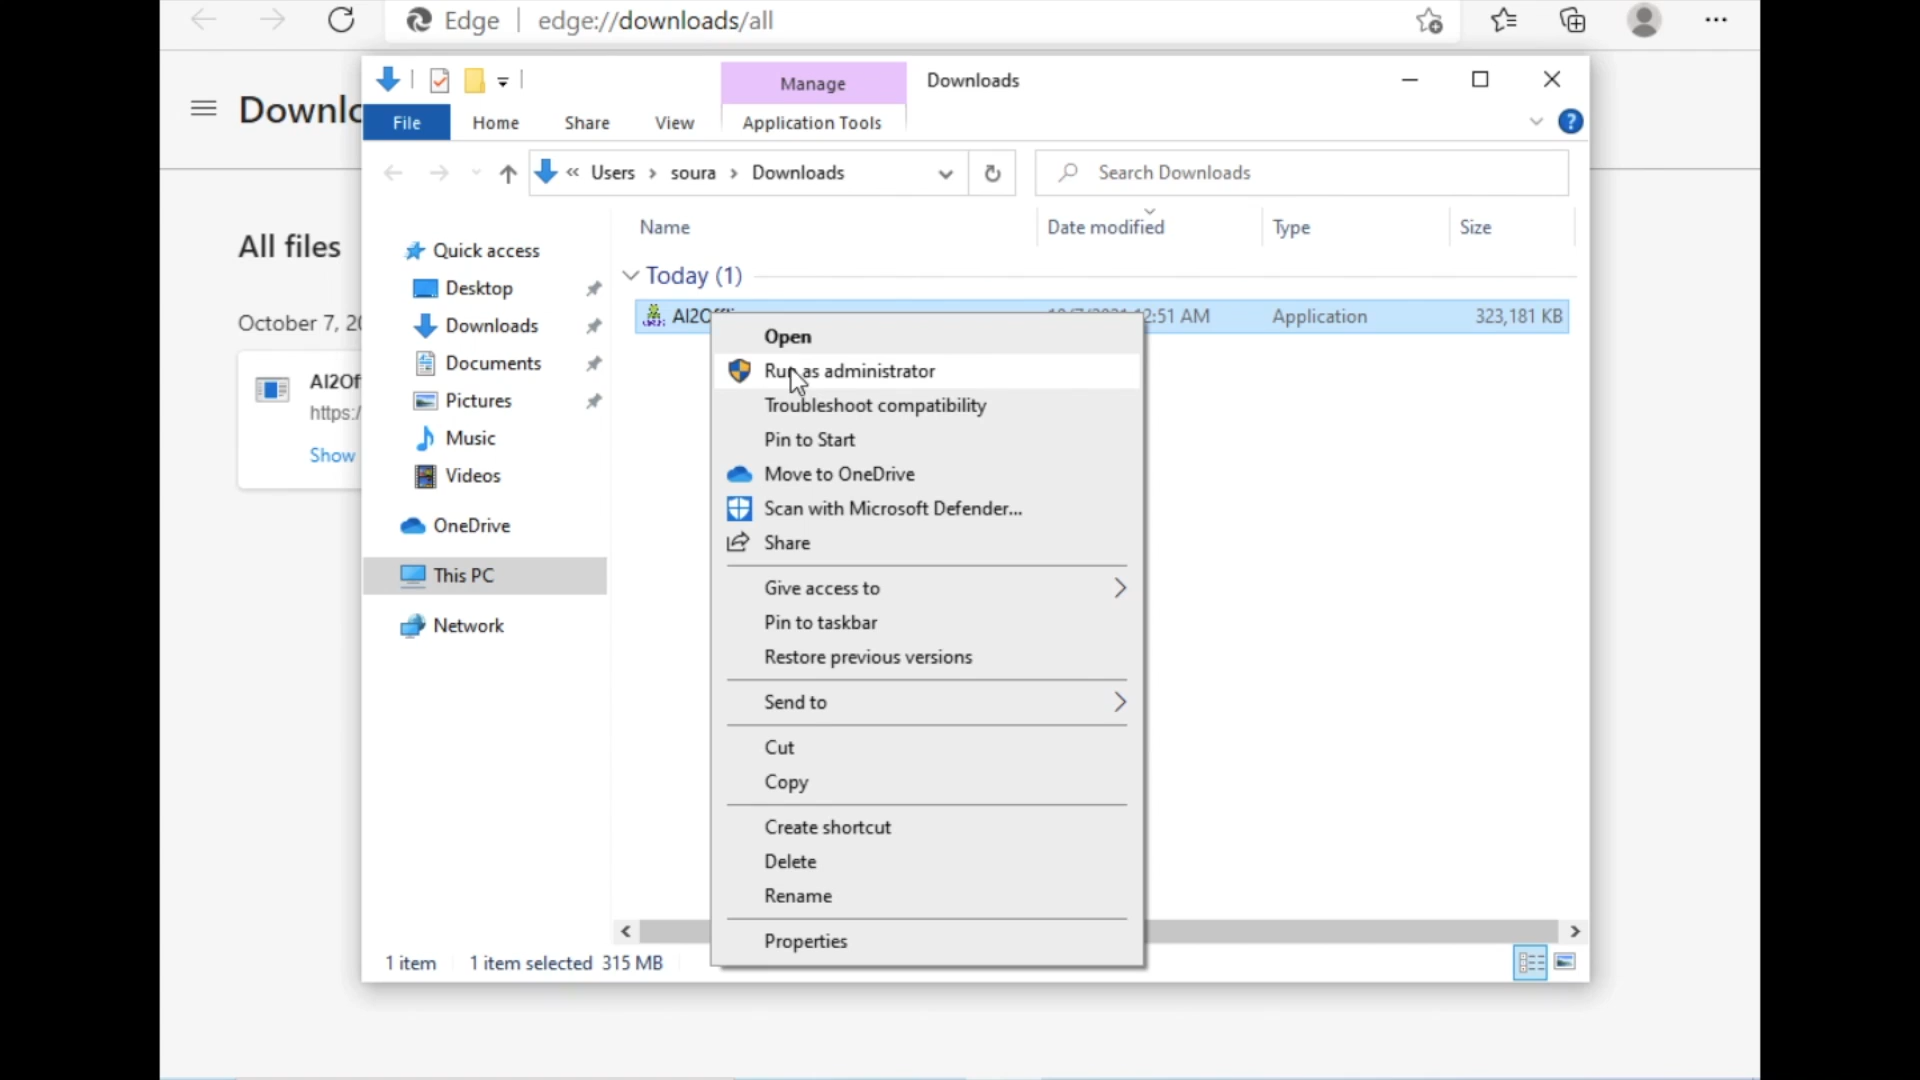 Edge
edge://downloads/all
Downlo
All files
October 7, 20
AI2Of
https:/
Show
Manage
Downloads
File
Home
Share
View
Application Tools
«
Users > soura > Downloads
Search Downloads
Name
Date modified
Type
Size
Quick access
Desktop
Downloads
Documents
Pictures
Music
Videos
OneDrive
This PC
Network
Today (1)
2:51 AM
Application
323,181 KB
Open
Run as administrator
Troubleshoot compatibility
Pin to Start
Move to OneDrive
Scan with Microsoft Defender...
Share
Give access to
Pin to taskbar
Restore previous versions
Send to
Cut
Copy
Create shortcut
Delete
Rename
Properties
1 item
1 item selected 315 MB